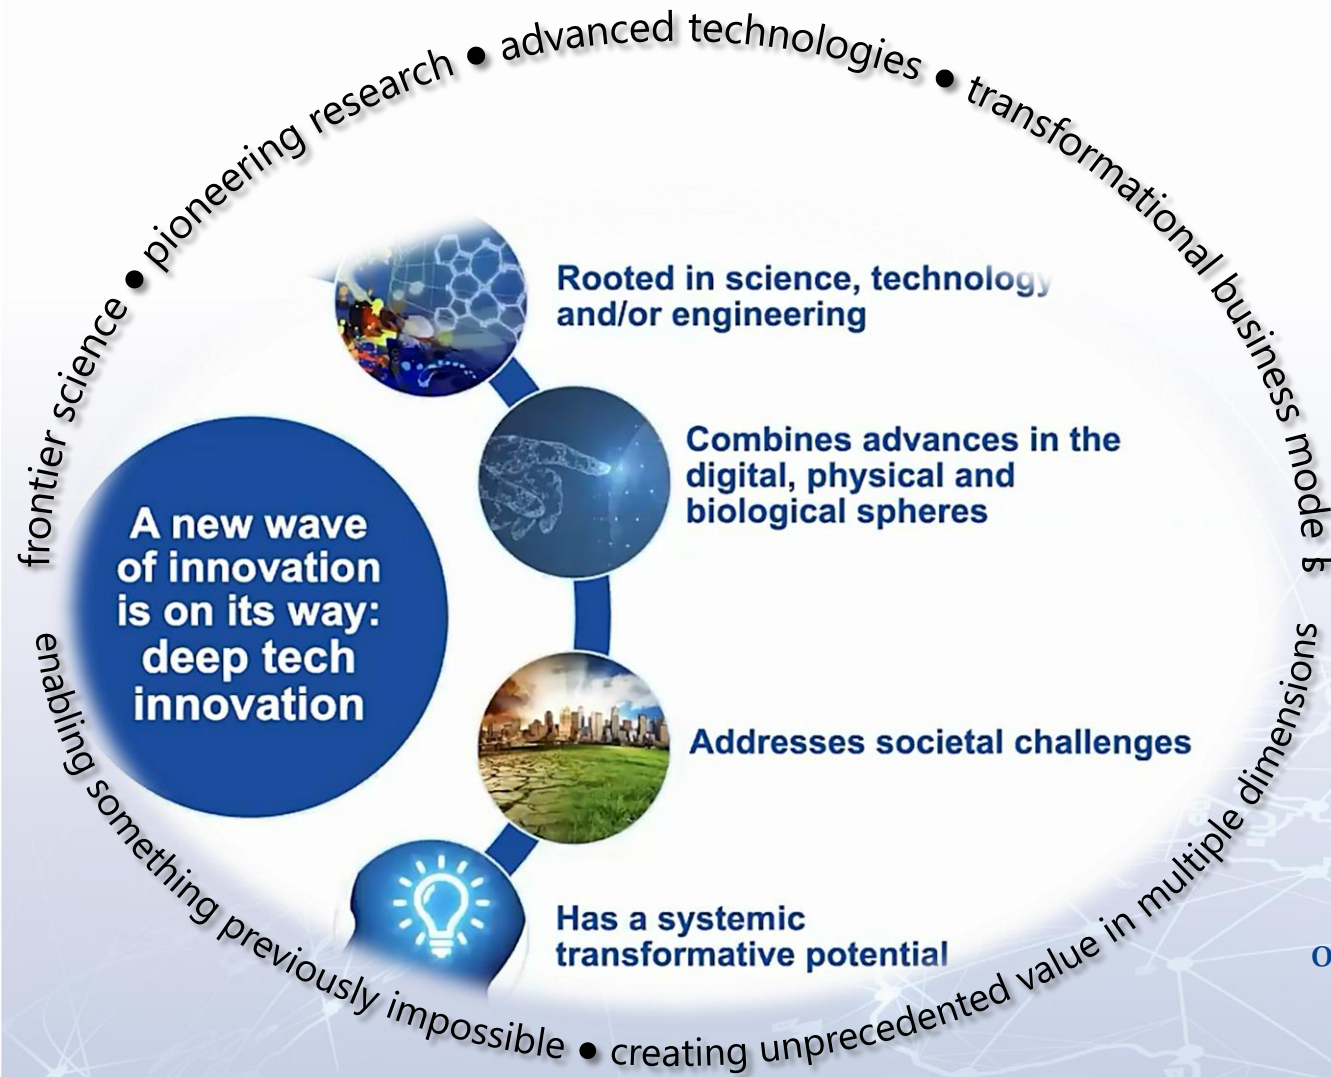 frontier science ● pioneering research ● advanced technologies ● transformational business mode ls
Rooted in science, technology
and/or engineering
Combines advances in the
digital, physical and
biological spheres
A new wave
of innovation
is on its way:
deep tech
innovation
Addresses societal challenges
Has a systemic
transformative potential
enabling something previously impossible ● creating unprecedented value in multiple dimensions